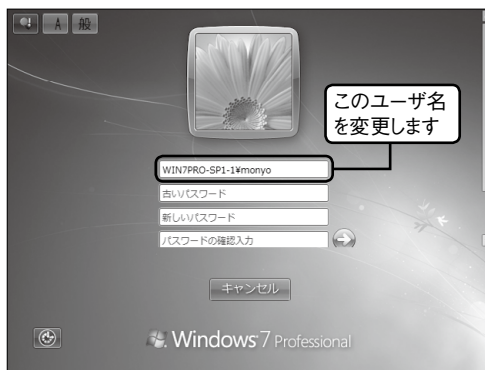 A 般
このユーザ名
を変更します
WIN7PRO-SP1-1¥monyo
古いパスワード
新しいパスワード
パスワードの確認入力
キャンセル
Windows 7 Professional